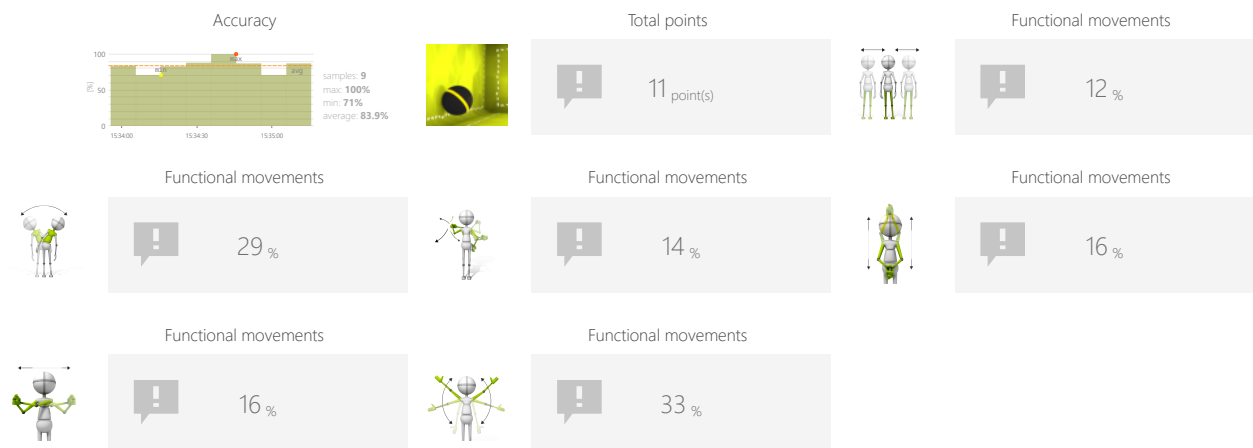 Accuracy
Total points
Functional movements
100
50
0
[%]
min
max
avg
15:34:00
15:34:30
15:35:00
samples: 9
max: 100%
min: 71%
average: 83.9%
11 point(s)
12 %
Functional movements
Functional movements
Functional movements
29 %
14 %
16 %
Functional movements
Functional movements
16 %
33 %